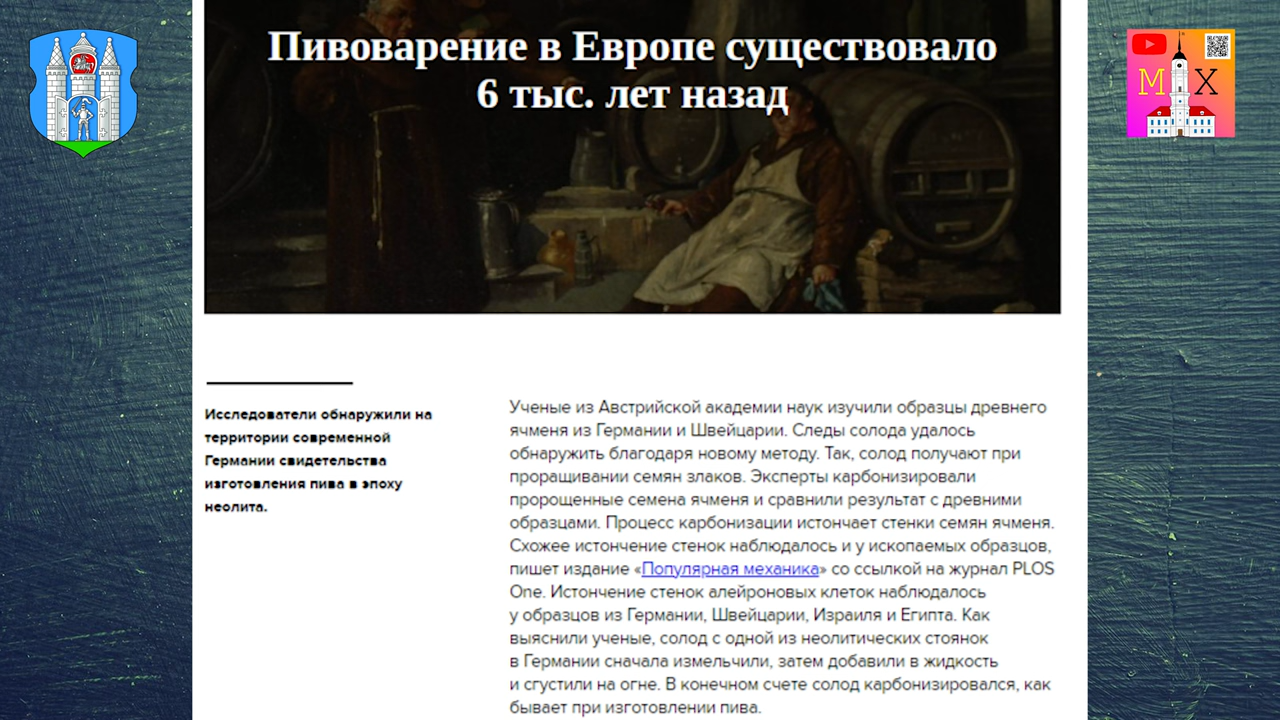 Пивоварение в Европе существовало
6 тыс. лет назад
M X
Исследователи обнаружили на
территории современной
Германии свидетельства
изготовления пива в эпоху
неолита.
Ученые из Австрийской академии наук изучили образцы древнего
ячменя из Германии и Швейцарии. Следы солода удалось
обнаружить благодаря новому методу. Так, солод получают при
проращивании семян злаков. Эксперты карбонизировали
пророщенные семена ячменя и сравнили результат с древними
образцами. Процесс карбонизации истончает стенки семян ячменя.
Схожее истончение стенок наблюдалось и у ископаемых образцов,
пишет издание «Популярная механика» со ссылкой на журнал PLOS
One. Истончение стенок алейроновых клеток наблюдалось
у образцов из Германии, Швейцарии, Израиля и Египта. Как
выяснили ученые, солод с одной из неолитических стоянок
в Германии сначала измельчили, затем добавили в жидкость
и сгустили на огне. В конечном счете солод карбонизировался, как
бывает при изготовлении пива.